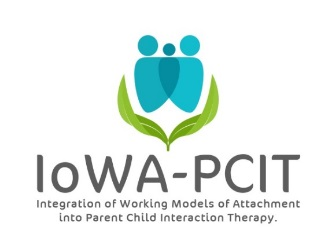 IoWA-PCIT
Integration of Working Models of Attachment
into Parent Child Interaction Therapy.